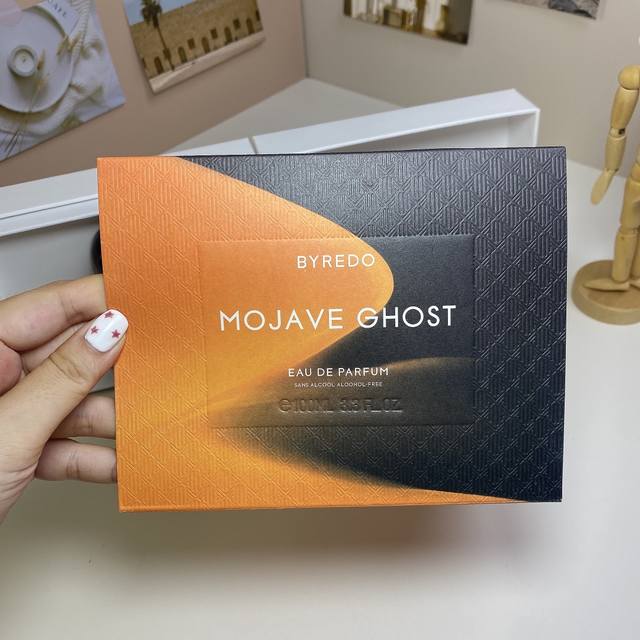 BYREDO
MOJAVE GHOST
EAU DE PARFUM
SANS ALCOOL ALCOHOL-FREE
℮100ML 3.3 FL.OZ